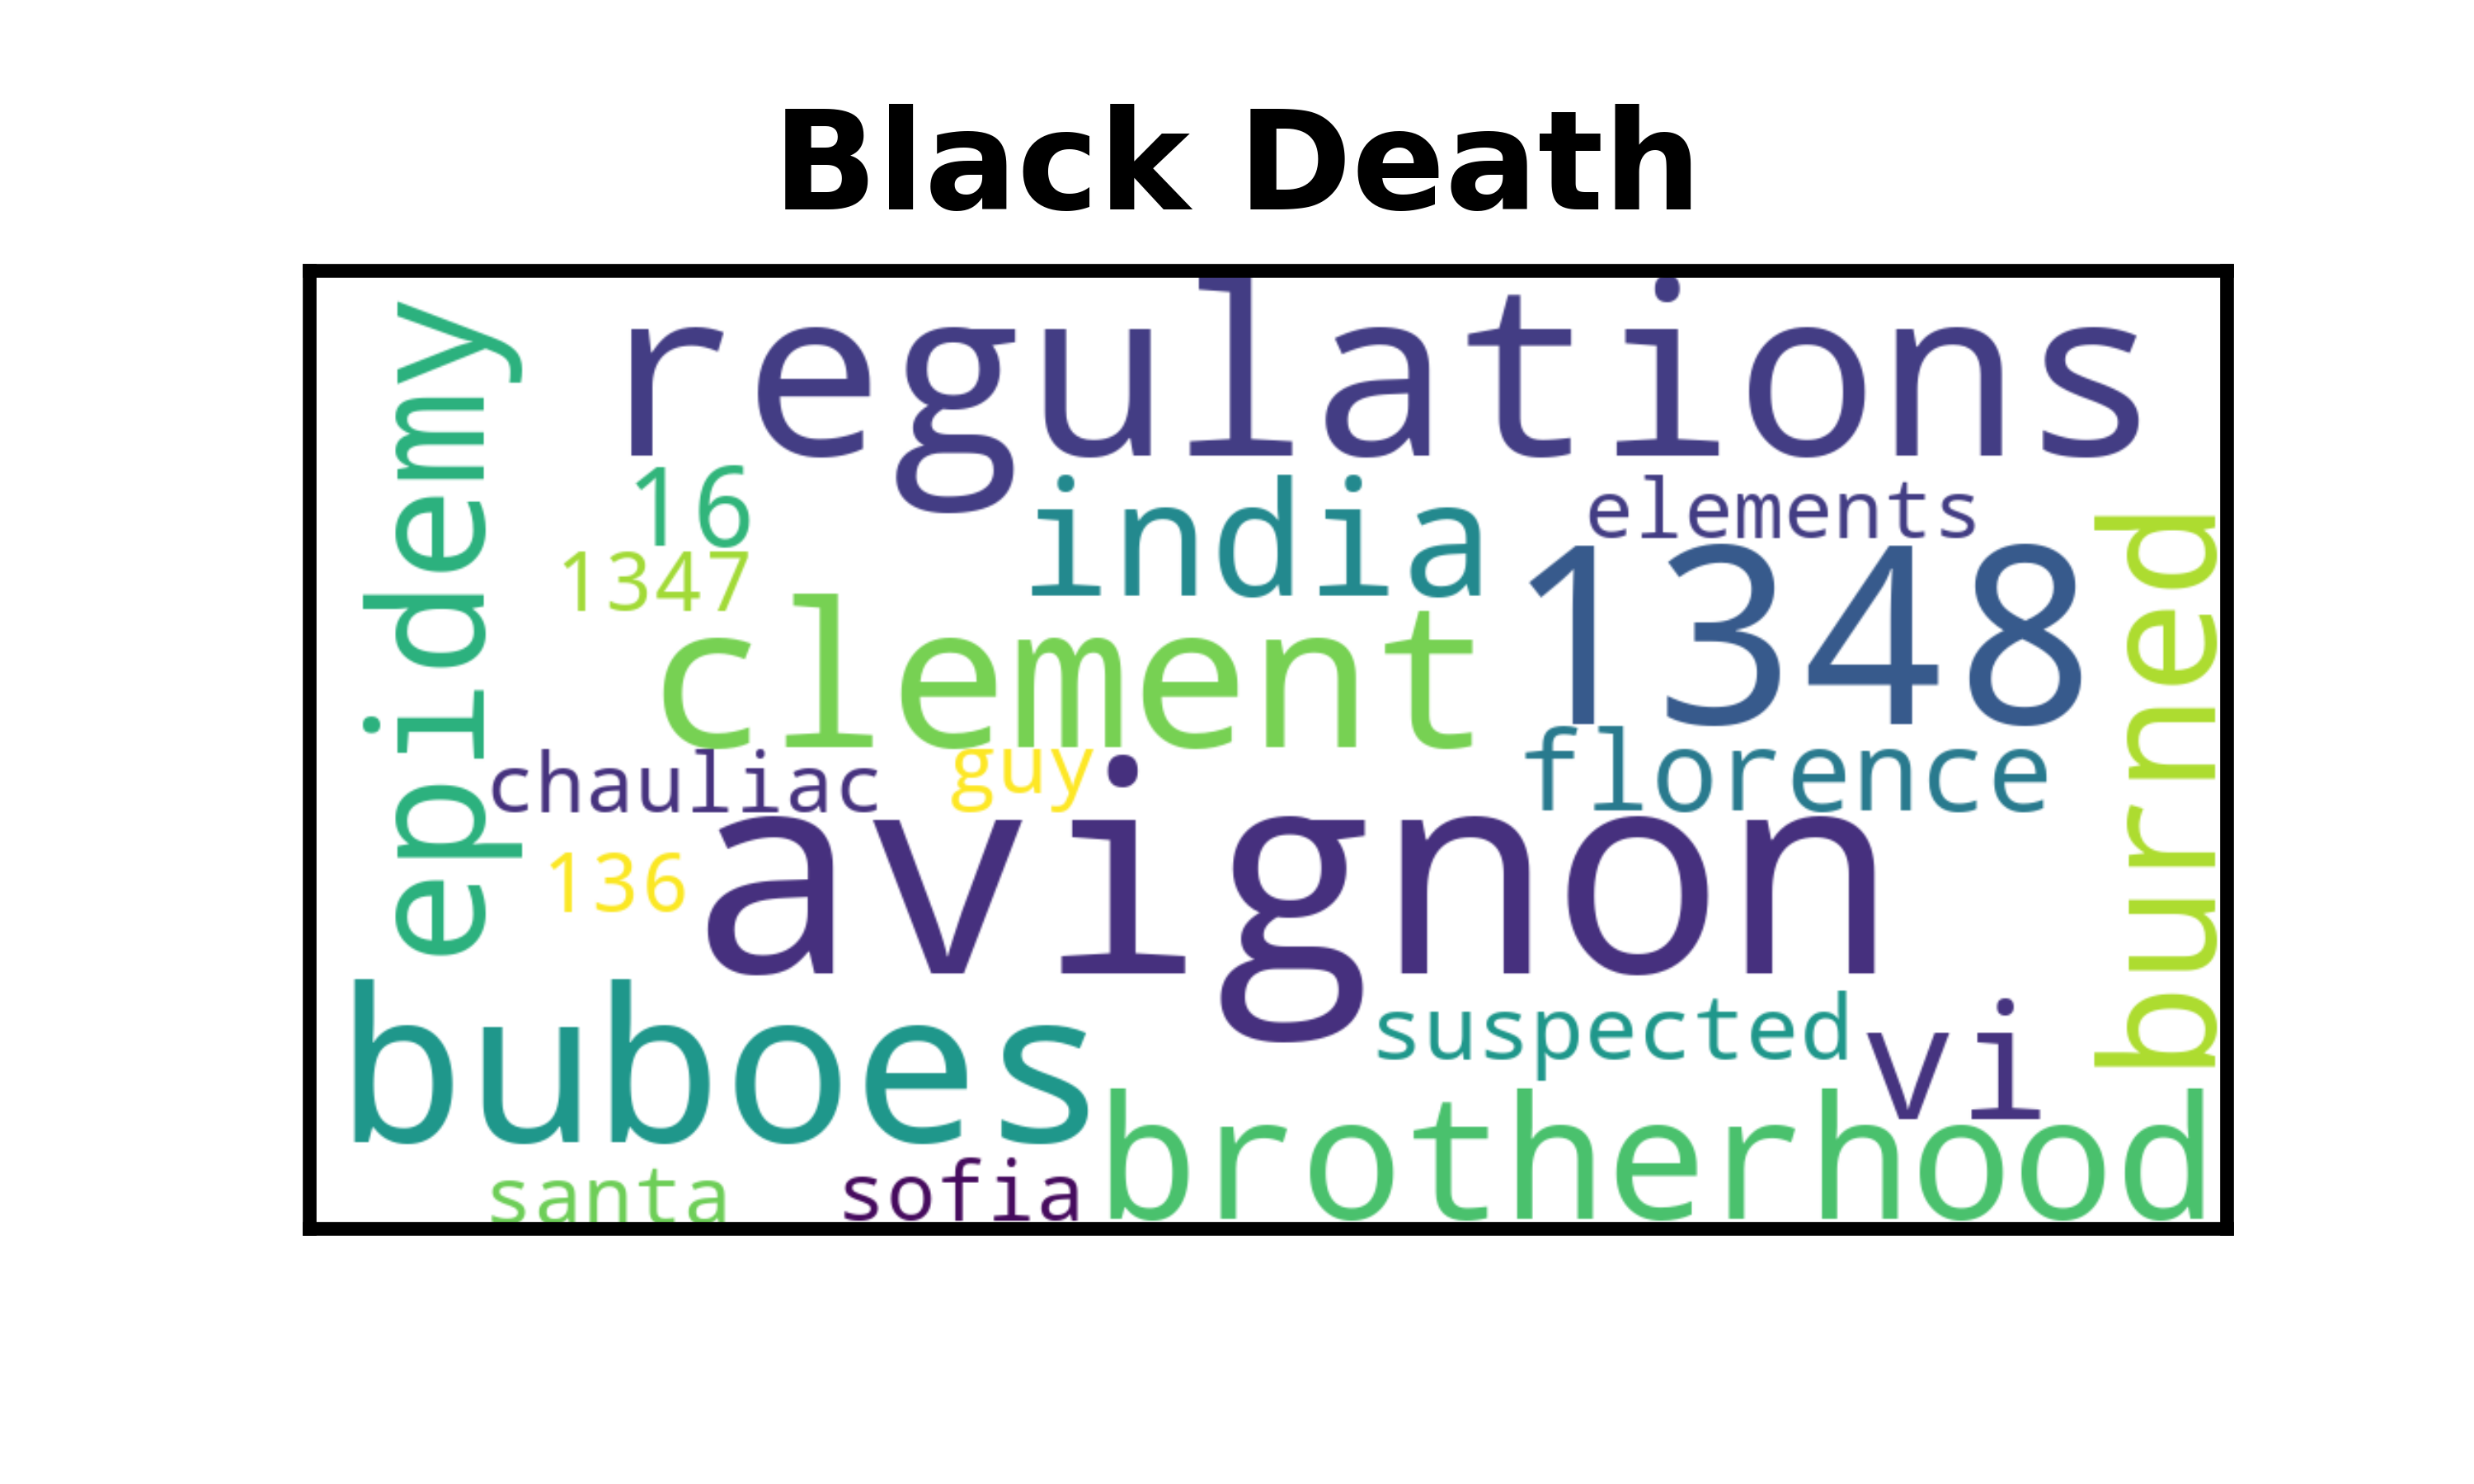 Black Death
regulations
epidemy
16
india
elements
1347
1348
burned
clement
chauliac
guy
florence
136
avignon
buboes
suspected
vi
santa
sofia
brotherhood